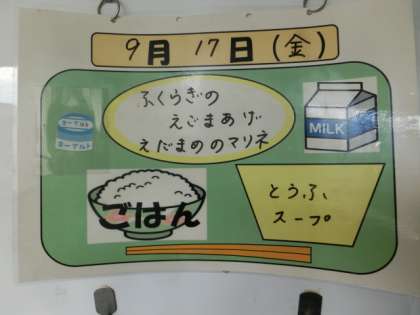 9月 17日(金)
ふくらぎの
えごまあげ
えだまめのマリネ
ヨーグルト
ヨーグルト
MiLK
ごはん
とうふ
スープ